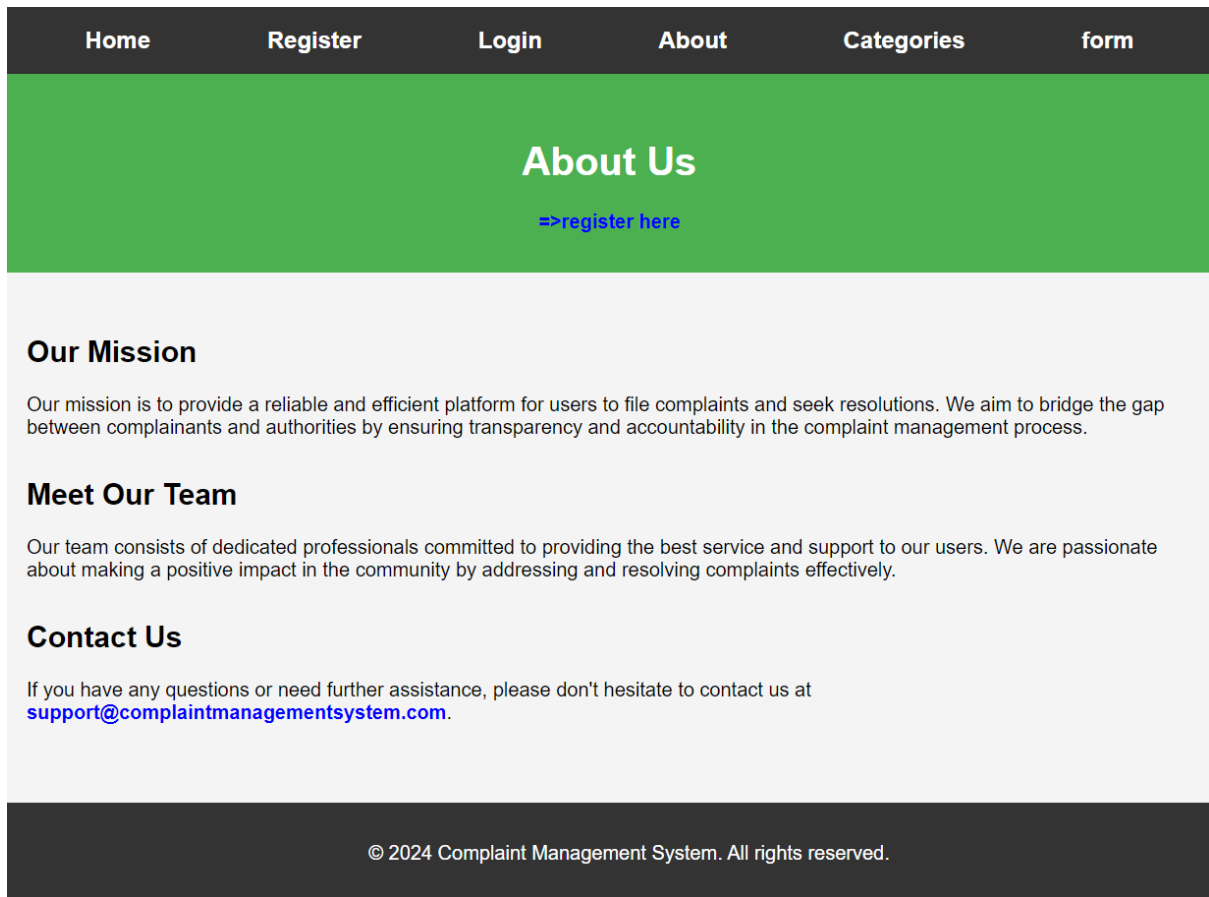 Home Register Login About Categories form
About Us
=>register here
Our Mission
Our mission is to provide a reliable and efficient platform for users to file complaints and seek resolutions. We aim to bridge the gap
between complainants and authorities by ensuring transparency and accountability in the complaint management process.
Meet Our Team
Our team consists of dedicated professionals committed to providing the best service and support to our users. We are passionate
about making a positive impact in the community by addressing and resolving complaints effectively.
Contact Us
If you have any questions or need further assistance, please don't hesitate to contact us at
support@complaintmanagementsystem.com.
© 2024 Complaint Management System. All rights reserved.